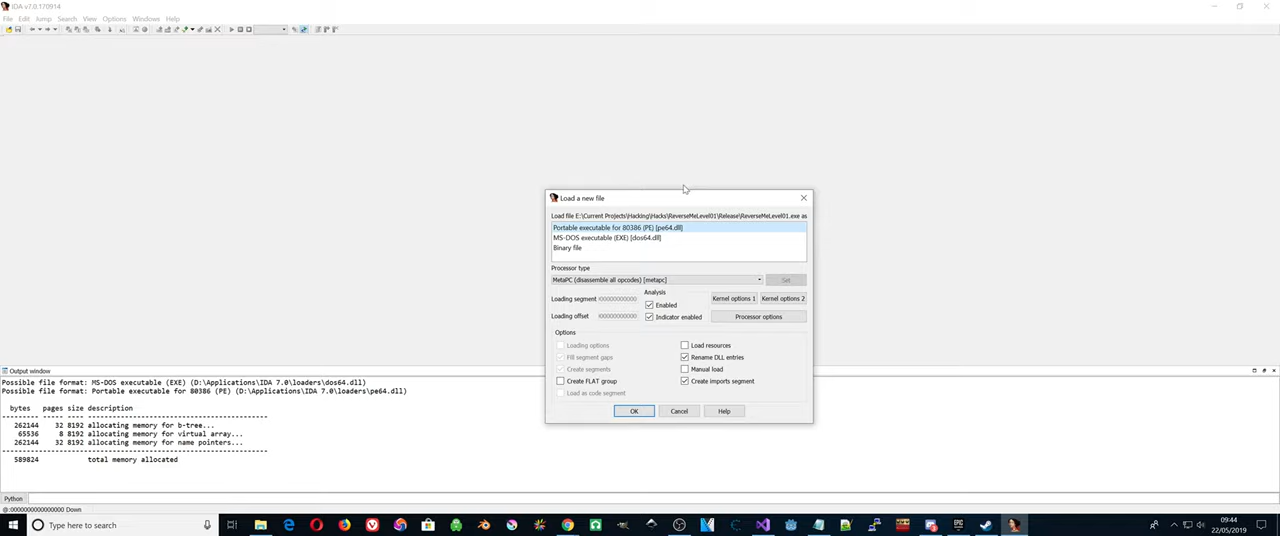 IDA v7.0.170914
File Edit Jump Search View Options Windows Help
Load a new file
Load file E:\Current Projects\Hacking\Hacks\ReverseMeLevel01\Release\ReverseMeLevel01.exe as
Portable executable for 80386 (PE) [pe64.dll]
MS-DOS executable (EXE) [dos64.dll]
Binary file
Processor type
MetaPC (disassemble all opcodes) [metapc]
Set
Analysis
Loading segment
Enabled
Kernel options 1
Kernel options 2
Loading offset
Indicator enabled
Processor options
Options
Loading options
Load resources
Fill segment gaps
Rename DLL entries
Create segments
Manual load
Create FLAT group
Create imports segment
Load as code segment
OK
Cancel
Help
Output window
Possible file format: MS-DOS executable (EXE) (D:\Applications\IDA 7.0\loaders\dos64.dll)
Possible file format: Portable executable for 80386 (PE) (D:\Applications\IDA 7.0\loaders\pe64.dll)
bytes pages size description
--------- ----- ---- --------------------------------------------
262144 32 8192 allocating memory for b-tree...
65536 8 8192 allocating memory for virtual array...
262144 32 8192 allocating memory for name pointers...
-----------------------------------------------------------------
589824 total memory allocated
Python
@:0000000000000000 Down
Type here to search
09:44
22/05/2019